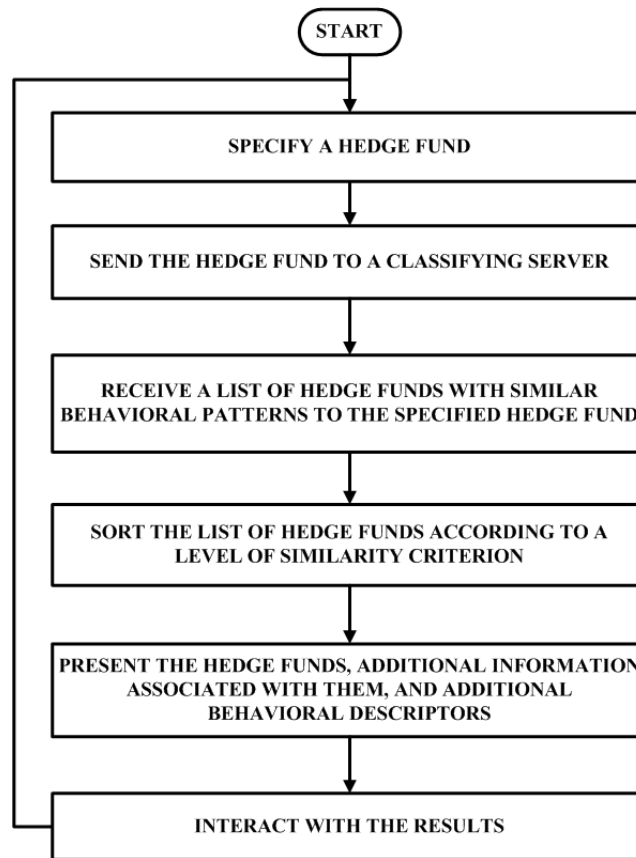 START
SPECIFY A HEDGE FUND
SEND THE HEDGE FUND TO A CLASSIFYING SERVER
RECEIVE A LIST OF HEDGE FUNDS WITH SIMILAR
BEHAVIORAL PATTERNS TO THE SPECIFIED HEDGE FUND
SORT THE LIST OF HEDGE FUNDS ACCORDING TO A
LEVEL OF SIMILARITY CRITERION
PRESENT THE HEDGE FUNDS, ADDITIONAL INFORMATION
ASSOCIATED WITH THEM, AND ADDITIONAL
BEHAVIORAL DESCRIPTORS
INTERACT WITH THE RESULTS